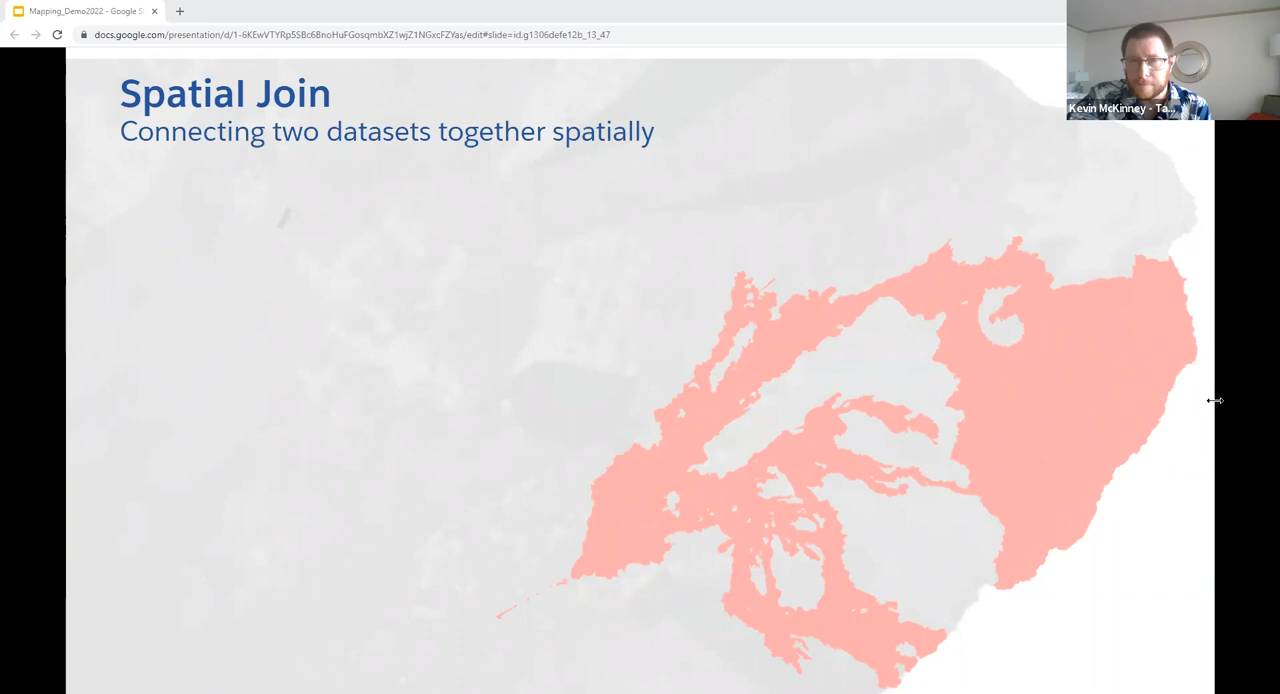 Mapping_Demo2022 - Google Sl
docs.google.com/presentation/d/1-6KEwVTYRp5SBc6BnoHuFGosqmbXZ1wjZ1NGxcFZYas/edit#slide=id.g1306defe12b_13_47
Kevin McKinney - Ta...
Spatial Join
Connecting two datasets together spatially